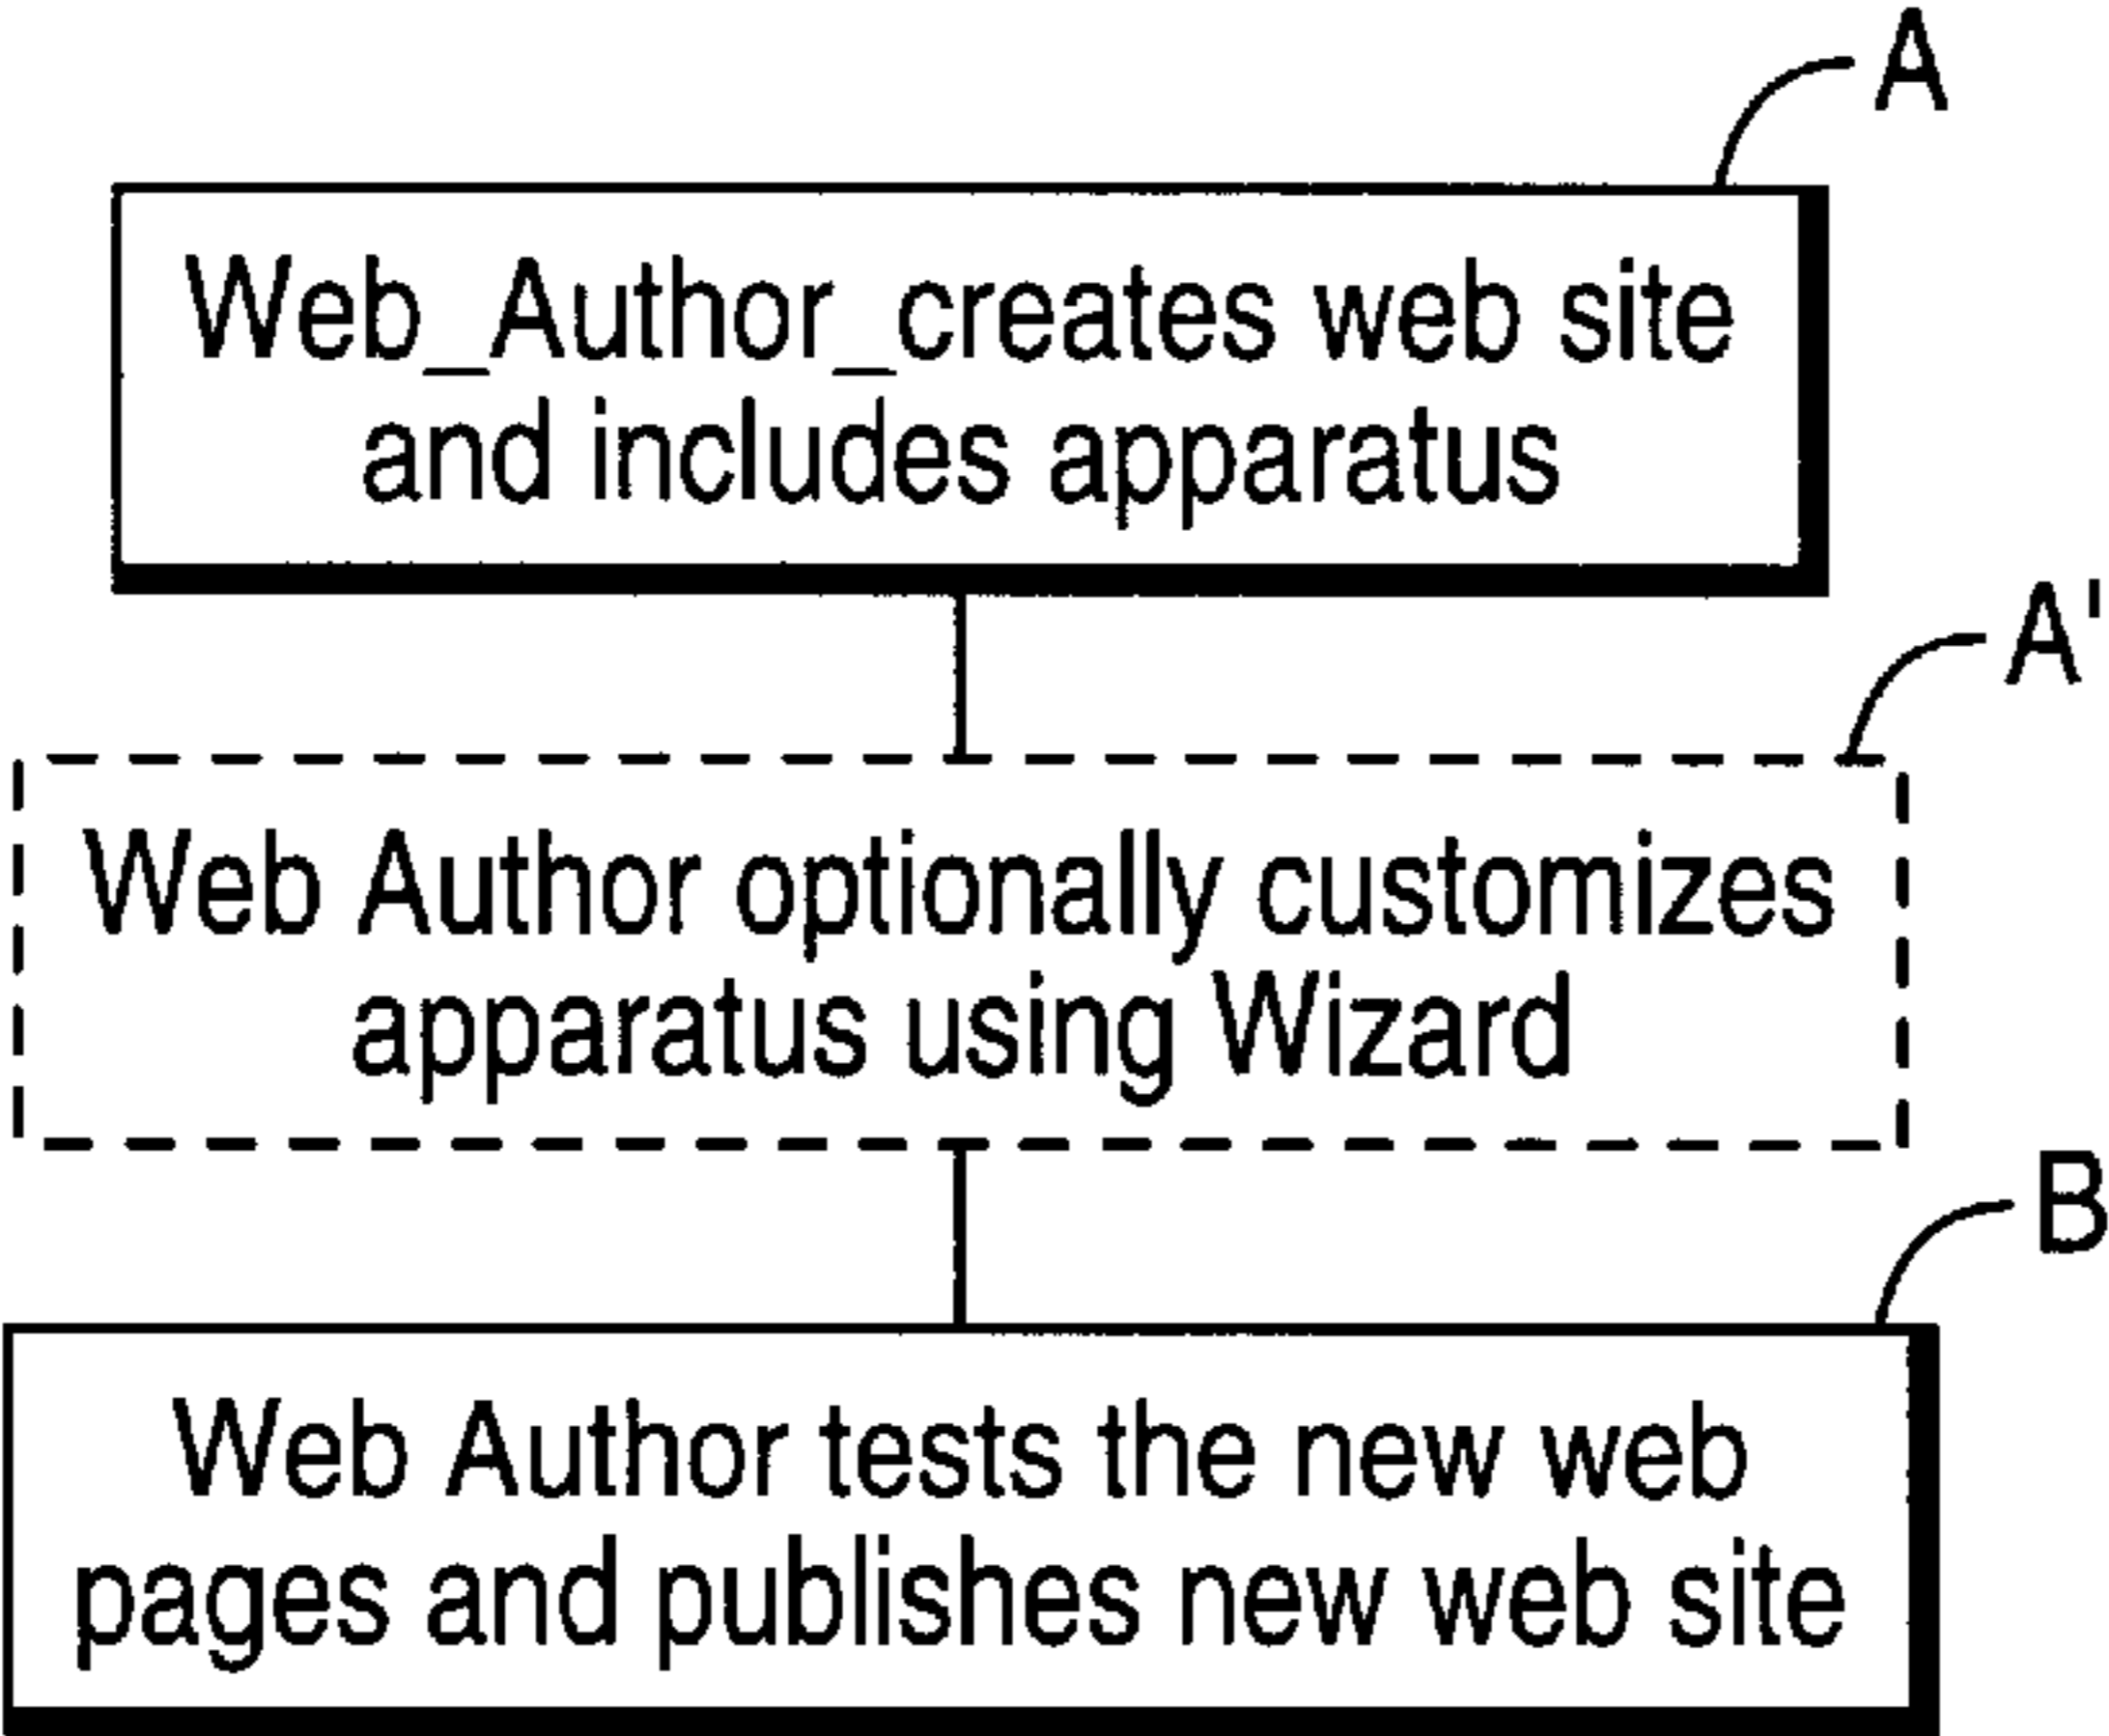 A
Web_Author_creates web site
and includes apparatus
A'
Web Author optionally customizes
apparatus using Wizard
B
Web Author tests the new web
pages and publishes new web site